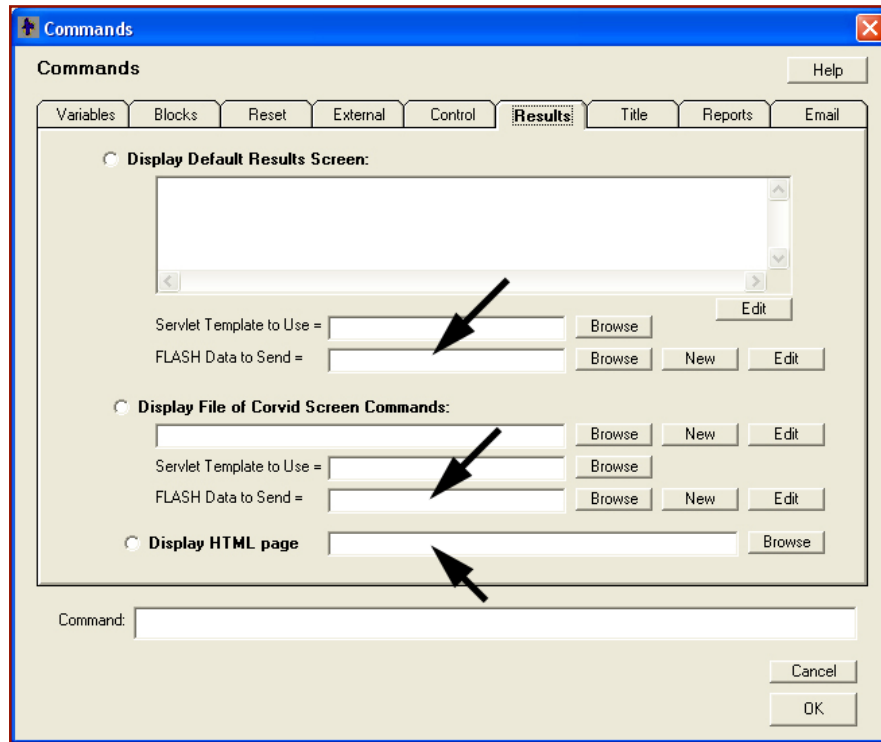 Commands
Commands
Help
Variables Blocks Reset External Control Results Title Reports Email
Display Default Results Screen:
Edit
Servlet Template to Use = Browse
FLASH Data to Send = Browse New Edit
Display File of Corvid Screen Commands:
Browse New Edit
Servlet Template to Use = Browse
FLASH Data to Send = Browse New Edit
Display HTML page Browse
Command:
Cancel
OK